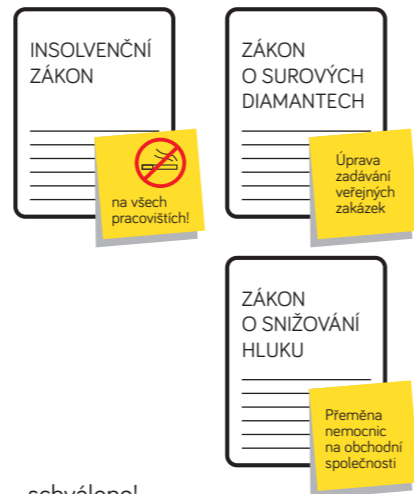 INSOLVENČNÍ
ZÁKON
na všech
pracovištích!
ZÁKON
O SUROVÝCH
DIAMANTECH
Úprava
zadávání
veřejných
zakázek
ZÁKON
O SNIŽOVÁNÍ
HLUKU
Přeměna
nemocnic
na obchodní
společnosti
schváleno!